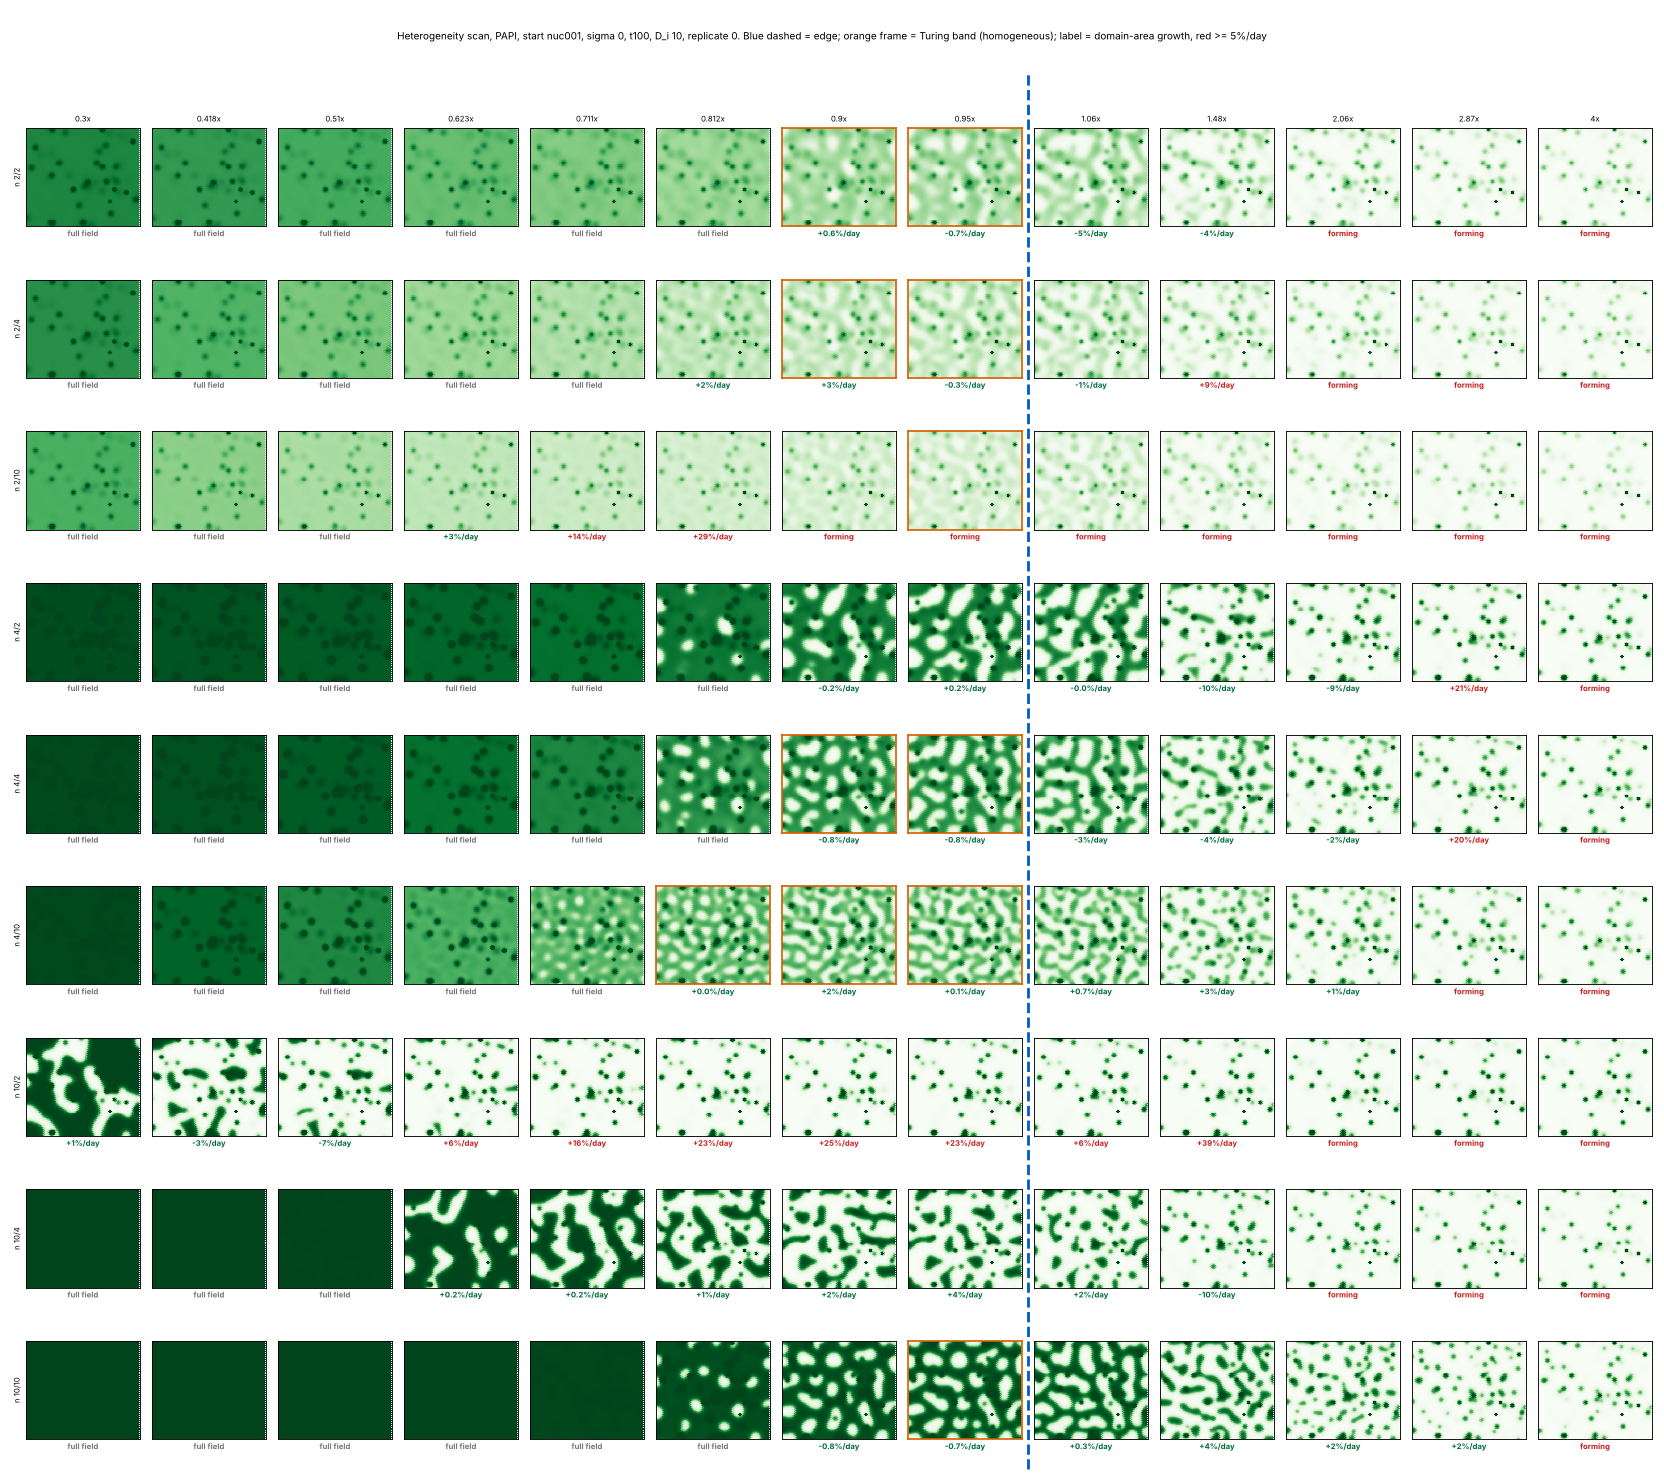 Heterogeneity scan, PAPI, start nuc001, sigma 0, t100, D_i 10, replicate 0. Blue dashed = edge; orange frame = Turing band (homogeneous); label = domain-area growth, red >= 5%/day
0.3x 0.418x 0.51x 0.623x 0.711x 0.812x 0.9x 0.95x 1.06x 1.48x 2.06x 2.87x 4x
n 2/2
full field full field full field full field full field full field +0.6%/day -0.7%/day -5%/day -4%/day forming forming forming
n 2/4
full field full field full field full field full field +2%/day +3%/day -0.3%/day -1%/day +9%/day forming forming forming
n 2/10
full field full field full field +3%/day +14%/day +29%/day forming forming forming forming forming forming forming
n 4/2
full field full field full field full field full field full field -0.2%/day +0.2%/day -0.0%/day -10%/day -9%/day +21%/day forming
n 4/4
full field full field full field full field full field full field -0.8%/day -0.8%/day -3%/day -4%/day -2%/day +20%/day forming
n 4/10
full field full field full field full field full field +0.0%/day +2%/day +0.1%/day +0.7%/day +3%/day +1%/day forming forming
n 10/2
+1%/day -3%/day -7%/day +6%/day +16%/day +23%/day +25%/day +23%/day +6%/day +39%/day forming forming forming
n 10/4
full field full field full field +0.2%/day +0.2%/day +1%/day +2%/day +4%/day +2%/day -10%/day forming forming forming
n 10/10
full field full field full field full field full field full field -0.8%/day -0.7%/day +0.3%/day +4%/day +2%/day +2%/day forming